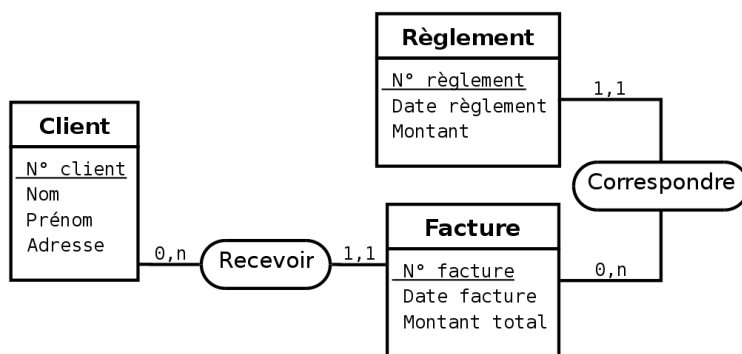 Règlement
N° règlement
Date règlement
Montant
1,1
Correspondre
Client
N° client
Nom
Prénom
Adresse
0,n
Recevoir
1,1
Facture
N° facture
Date facture
Montant total
0,n